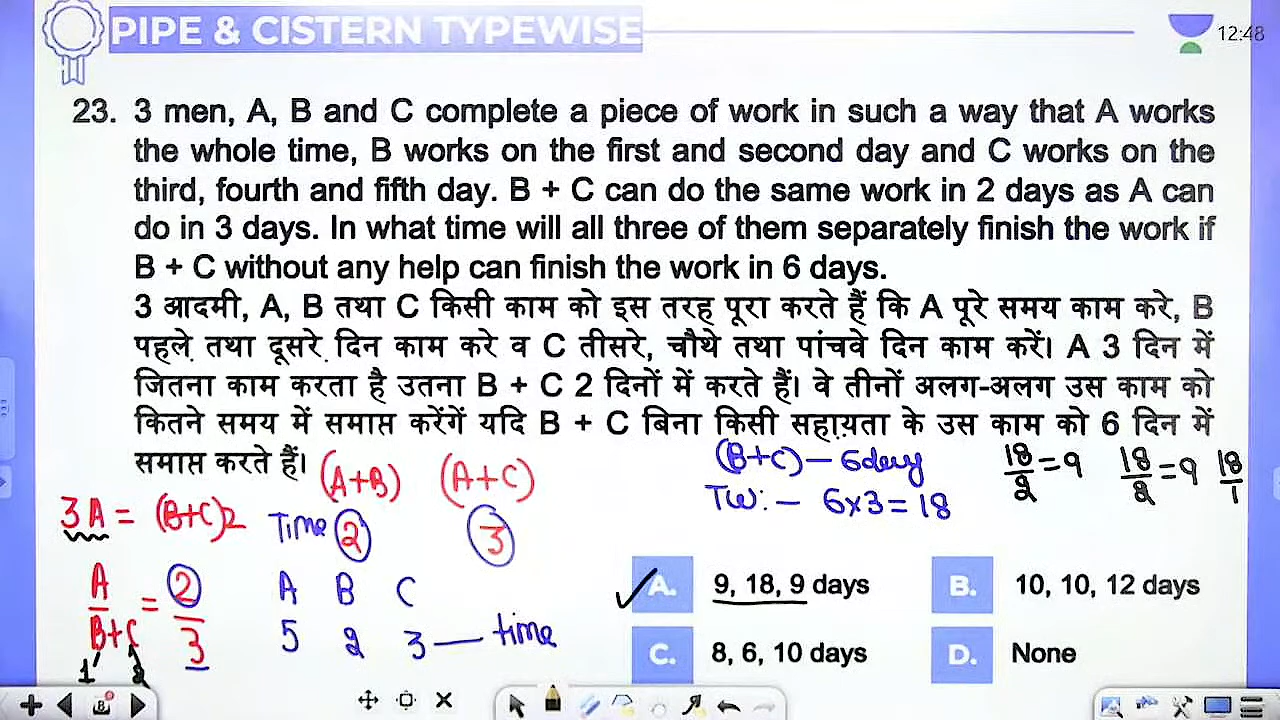 PIPE & CISTERN TYPEWISE
12:48
23. 3 men, A, B and C complete a piece of work in such a way that A works
the whole time, B works on the first and second day and C works on the
third, fourth and fifth day. B + C can do the same work in 2 days as A can
do in 3 days. In what time will all three of them separately finish the work if
B + C without any help can finish the work in 6 days.
3 आदमी, A, B तथा C किसी काम को इस तरह पूरा करते हैं कि A पूरे समय काम करे, B
पहले तथा दूसरे दिन काम करे व C तीसरे, चौथे तथा पांचवे दिन काम करें। A 3 दिन में
जितना काम करता है उतना B + C 2 दिनों में करते हैं। वे तीनों अलग-अलग उस काम को
कितने समय में समाप्त करेंगें यदि B + C बिना किसी सहायता के उस काम को 6 दिन में
समाप्त करते हैं।
(A+B) (A+C)
(B+C) – 6day
18/2 = 9 18/2 = 9 18/1
3A = (B+C)2
Time 2 3
TW: – 6×3 = 18
A/B+C = 2/3
1 2
A B C
5 2 3 — time
A. 9, 18, 9 days
B. 10, 10, 12 days
C. 8, 6, 10 days
D. None
8